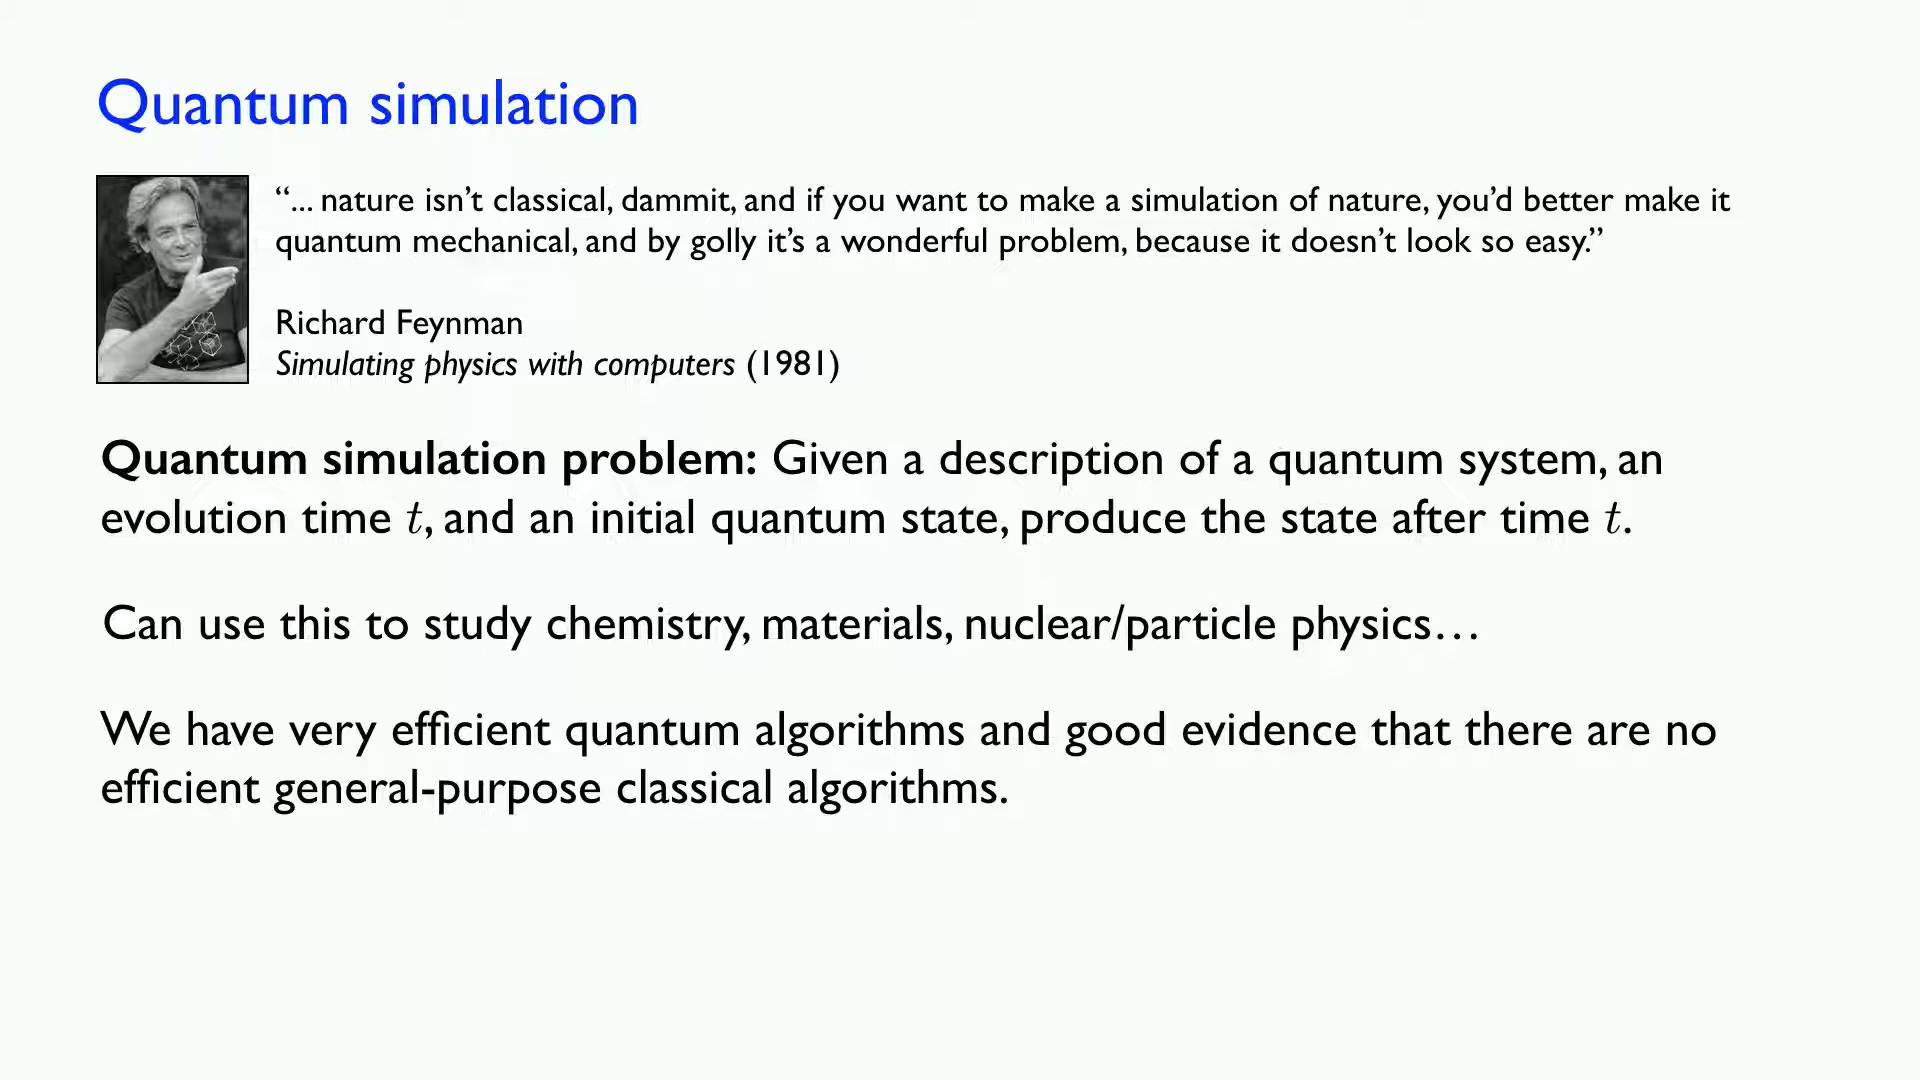 Quantum simulation
“... nature isn’t classical, dammit, and if you want to make a simulation of nature, you’d better make it
quantum mechanical, and by golly it’s a wonderful problem, because it doesn’t look so easy.”
Richard Feynman
Simulating physics with computers (1981)
Quantum simulation problem: Given a description of a quantum system, an
evolution time t, and an initial quantum state, produce the state after time t.
Can use this to study chemistry, materials, nuclear/particle physics…
We have very efficient quantum algorithms and good evidence that there are no
efficient general-purpose classical algorithms.